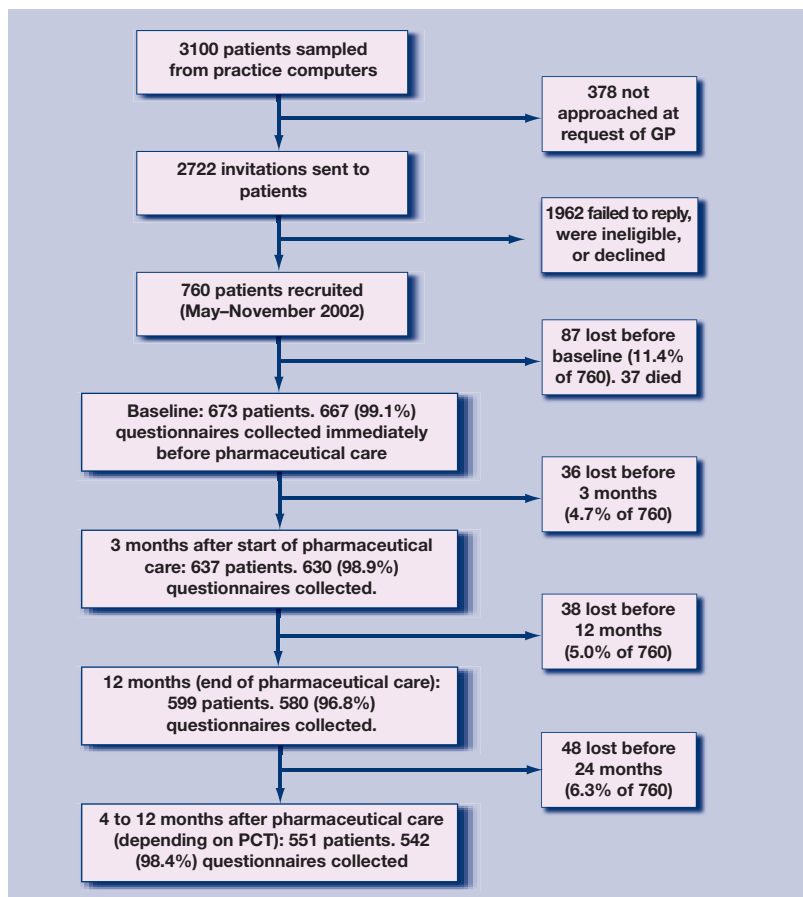 3100 patients sampled
from practice computers
378 not
approached at
request of GP
2722 invitations sent to
patients
1962 failed to reply,
were ineligible,
or declined
760 patients recruited
(May–November 2002)
87 lost before
baseline (11.4%
of 760). 37 died
Baseline: 673 patients. 667 (99.1%)
questionnaires collected immediately
before pharmaceutical care
36 lost before
3 months
(4.7% of 760)
3 months after start of pharmaceutical
care: 637 patients. 630 (98.9%)
questionnaires collected.
38 lost before
12 months
(5.0% of 760)
12 months (end of pharmaceutical care):
599 patients. 580 (96.8%)
questionnaires collected.
48 lost before
24 months
(6.3% of 760)
4 to 12 months after pharmaceutical care
(depending on PCT): 551 patients. 542
(98.4%) questionnaires collected